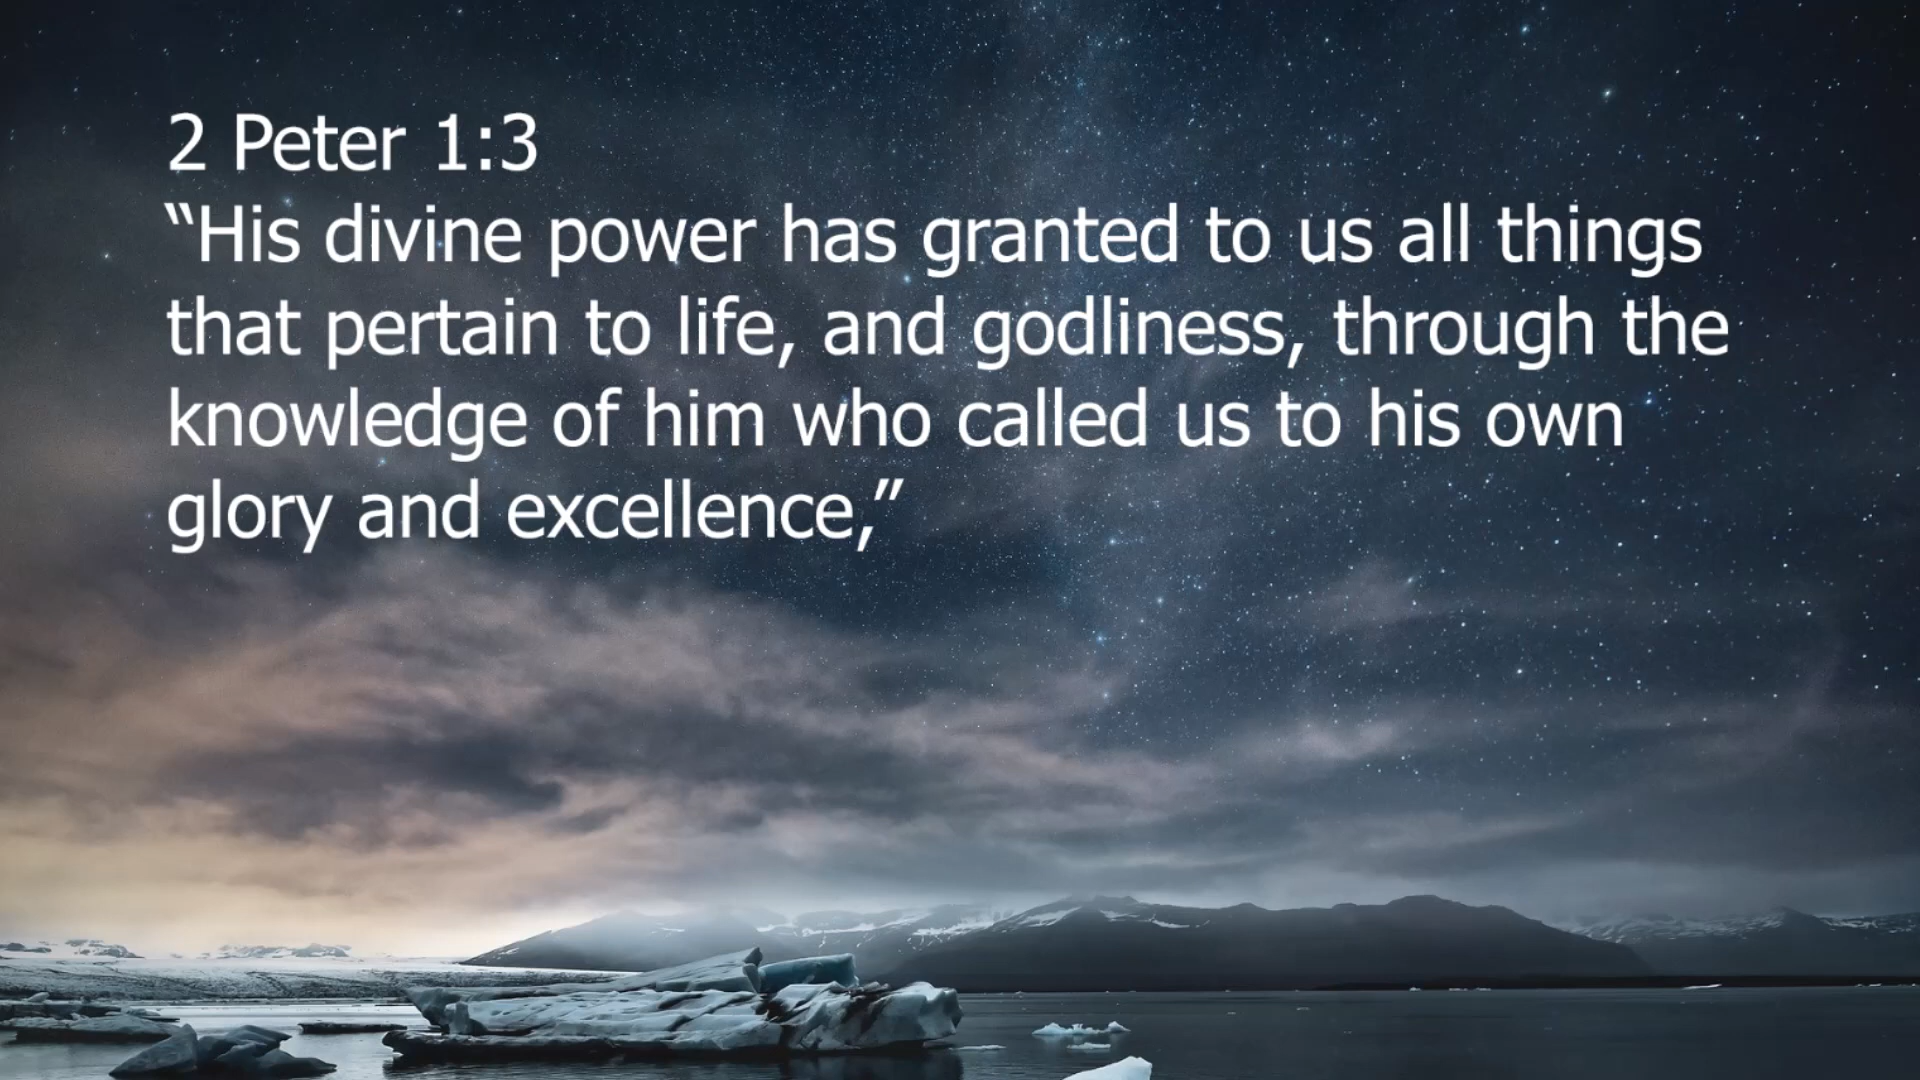 2 Peter 1:3
“His divine power has granted to us all things
that pertain to life, and godliness, through the
knowledge of him who called us to his own
glory and excellence,”